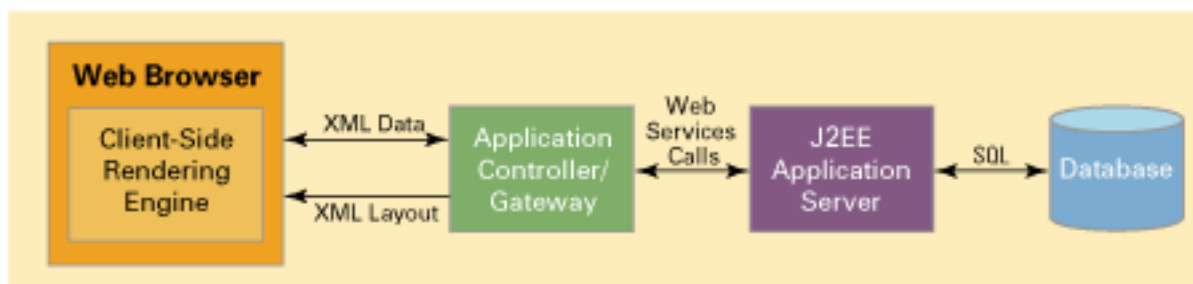 Web Browser
Client-Side
Rendering
Engine
XML Data
XML Layout
Application
Controller/
Gateway
Web
Services
Calls
J2EE
Application
Server
SQL
Database